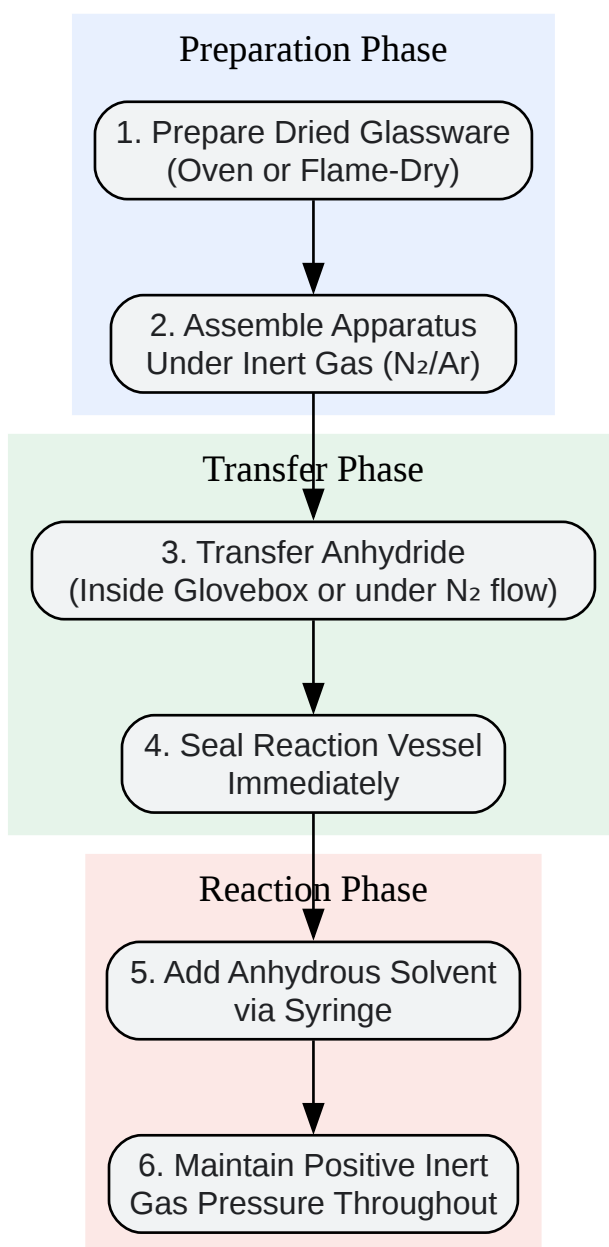 Preparation Phase
1. Prepare Dried Glassware
(Oven or Flame-Dry)
2. Assemble Apparatus
Under Inert Gas (N₂/Ar)
Transfer Phase
3. Transfer Anhydride
(Inside Glovebox or under N₂ flow)
4. Seal Reaction Vessel
Immediately
Reaction Phase
5. Add Anhydrous Solvent
via Syringe
6. Maintain Positive Inert
Gas Pressure Throughout